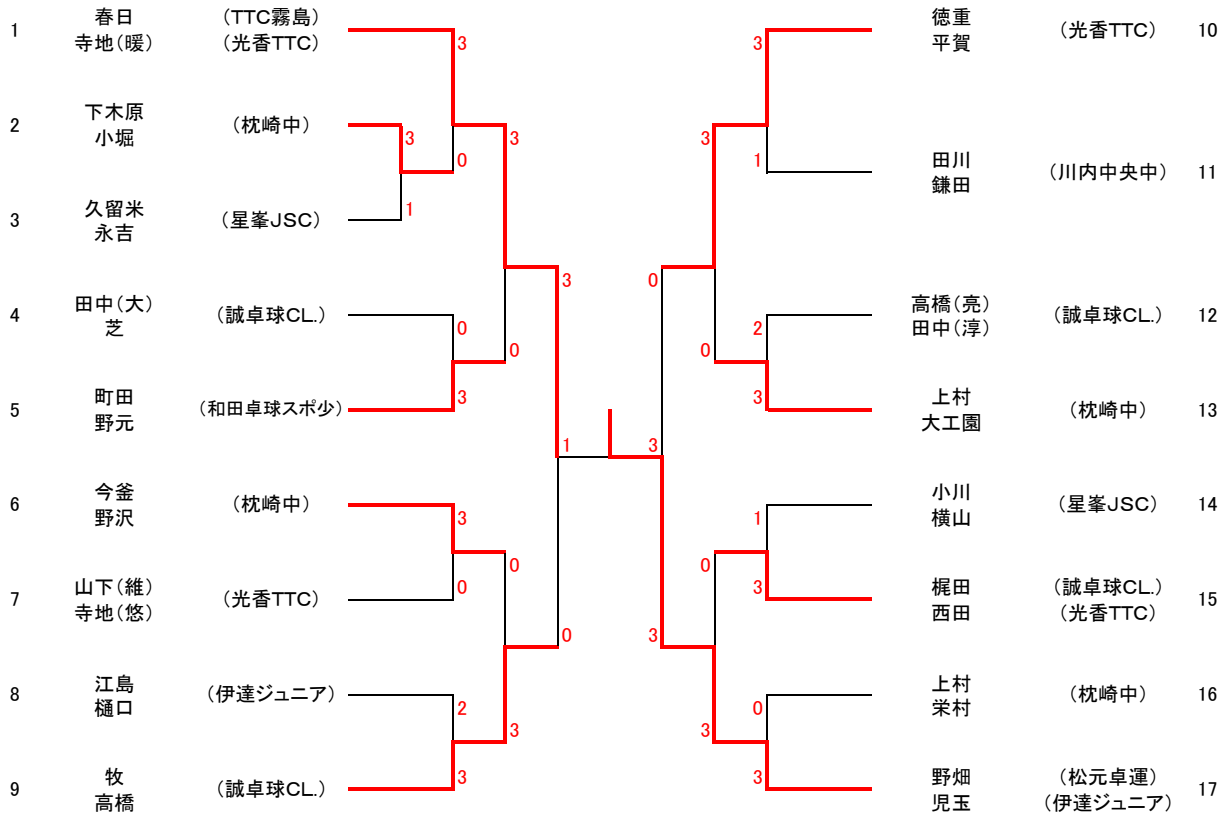 1 春日 (TTC霧島)
寺地(暖) (光香TTC)
3
2 下木原 (枕崎中)
小堀
3
3
0
3 久留米 (星峯JSC)
永吉
1
3
4 田中(大) (誠卓球CL.)
芝
0
0
5 町田 (和田卓球スポ少)
野元
3
1
6 今釜 (枕崎中)
野沢
3
0
7 山下(維) (光香TTC)
寺地(悠)
0
0
8 江島 (伊達ジュニア)
樋口
2
3
9 牧 (誠卓球CL.)
高橋
3
徳重 (光香TTC) 10
平賀
3
3
1
田川 (川内中央中) 11
鎌田
0
高橋(亮) (誠卓球CL.) 12
田中(淳)
2
0
上村 (枕崎中) 13
大工園
3
3
小川 (星峯JSC) 14
横山
1
0
梶田 (誠卓球CL.) 15
西田 (光香TTC)
3
3
上村 (枕崎中) 16
栄村
0
3
野畑 (松元卓運) 17
児玉 (伊達ジュニア)
3